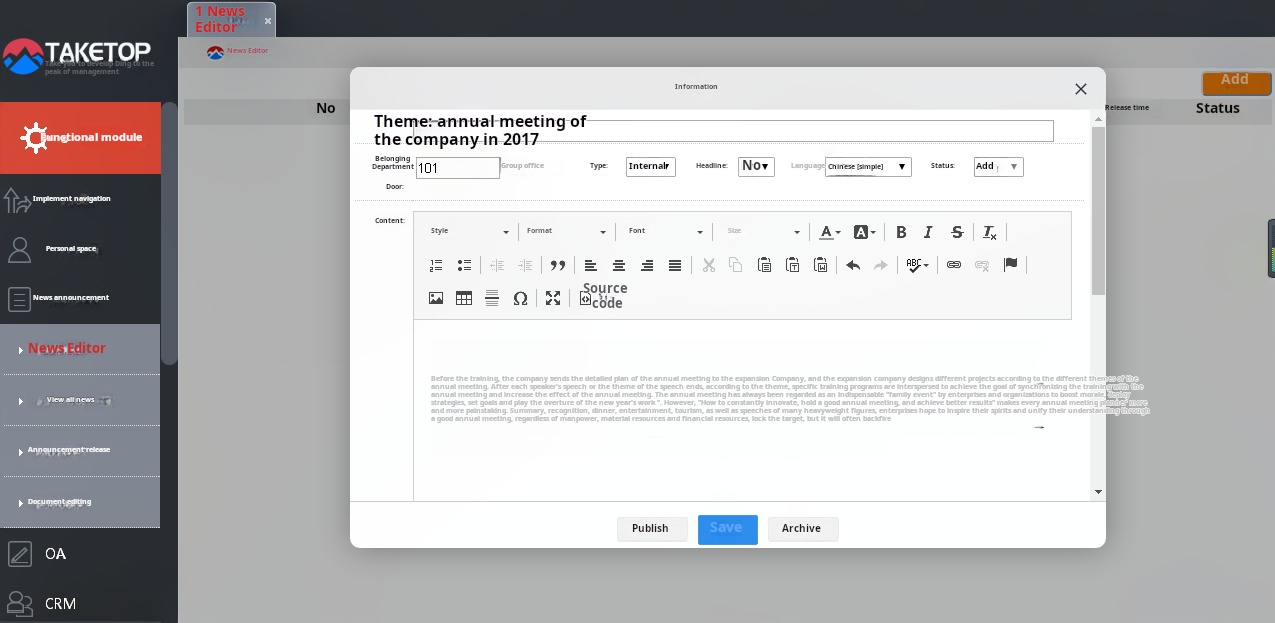 1 News
Editor
TAKETOP
Take you to develop Ding to the
peak of management
News Editor
Functional module
Implement navigation
Personal space
News announcement
News Editor
View all news
Announcement release
Document editing
OA
CRM
Add
No
Release time
Status
Information
Theme: annual meeting of
the company in 2017
Belonging
Department
Door:
101
Group office
Type:
Internal
Headline:
No
Language
Chinese [simple]
Status:
Add
Content:
Style
Format
Font
Size
Source
code
Before the training, the company sends the detailed plan of the annual meeting to the expansion Company, and the expansion company designs different projects according to the different themes of the
annual meeting. After each speaker's speech or the theme of the speech ends, according to the theme, specific training programs are interspersed to achieve the goal of synchronizing the training with the
annual meeting and increase the effect of the annual meeting. The annual meeting has always been regarded as an indispensable "family event" by enterprises and organizations to boost morale, deploy
strategies, set goals and play the overture of the new year's work ". However, "How to constantly innovate, hold a good annual meeting, and achieve better results" makes every annual meeting planner more
and more painstaking. Summary, recognition, dinner, entertainment, tourism, as well as speeches of many heavyweight figures, enterprises hope to inspire their spirits and unify their understanding through
a good annual meeting, regardless of manpower, material resources and financial resources, lock the target, but it will often backfire
Publish
Save
Archive